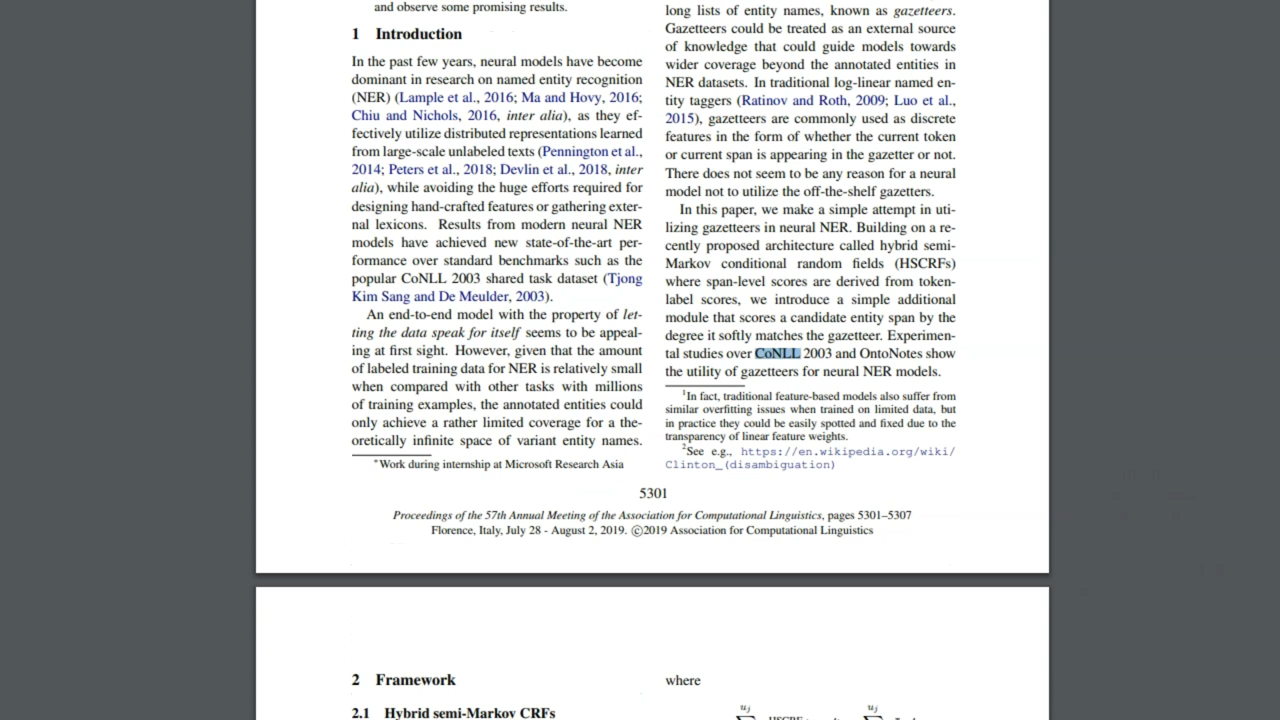 and observe some promising results.
1 Introduction
In the past few years, neural models have become
dominant in research on named entity recognition
(NER) (Lample et al., 2016; Ma and Hovy, 2016;
Chiu and Nichols, 2016, inter alia), as they ef-
fectively utilize distributed representations learned
from large-scale unlabeled texts (Pennington et al.,
2014; Peters et al., 2018; Devlin et al., 2018, inter
alia), while avoiding the huge efforts required for
designing hand-crafted features or gathering exter-
nal lexicons. Results from modern neural NER
models have achieved new state-of-the-art per-
formance over standard benchmarks such as the
popular CoNLL 2003 shared task dataset (Tjong
Kim Sang and De Meulder, 2003).
An end-to-end model with the property of let-
ting the data speak for itself seems to be appeal-
ing at first sight. However, given that the amount
of labeled training data for NER is relatively small
when compared with other tasks with millions
of training examples, the annotated entities could
only achieve a rather limited coverage for a the-
oretically infinite space of variant entity names.
*Work during internship at Microsoft Research Asia
long lists of entity names, known as gazetteers.
Gazetteers could be treated as an external source
of knowledge that could guide models towards
wider coverage beyond the annotated entities in
NER datasets. In traditional log-linear named en-
tity taggers (Ratinov and Roth, 2009; Luo et al.,
2015), gazetteers are commonly used as discrete
features in the form of whether the current token
or current span is appearing in the gazetter or not.
There does not seem to be any reason for a neural
model not to utilize the off-the-shelf gazetters.
In this paper, we make a simple attempt in uti-
lizing gazetteers in neural NER. Building on a re-
cently proposed architecture called hybrid semi-
Markov conditional random fields (HSCRFs)
where span-level scores are derived from token-
label scores, we introduce a simple additional
module that scores a candidate entity span by the
degree it softly matches the gazetteer. Experimen-
tal studies over CoNLL 2003 and OntoNotes show
the utility of gazetteers for neural NER models.
1In fact, traditional feature-based models also suffer from
similar overfitting issues when trained on limited data, but
in practice they could be easily spotted and fixed due to the
transparency of linear feature weights.
2See e.g., https://en.wikipedia.org/wiki/
Clinton_(disambiguation)
5301
Proceedings of the 57th Annual Meeting of the Association for Computational Linguistics, pages 5301–5307
Florence, Italy, July 28 - August 2, 2019. ©2019 Association for Computational Linguistics
2 Framework
2.1 Hybrid semi-Markov CRFs
where